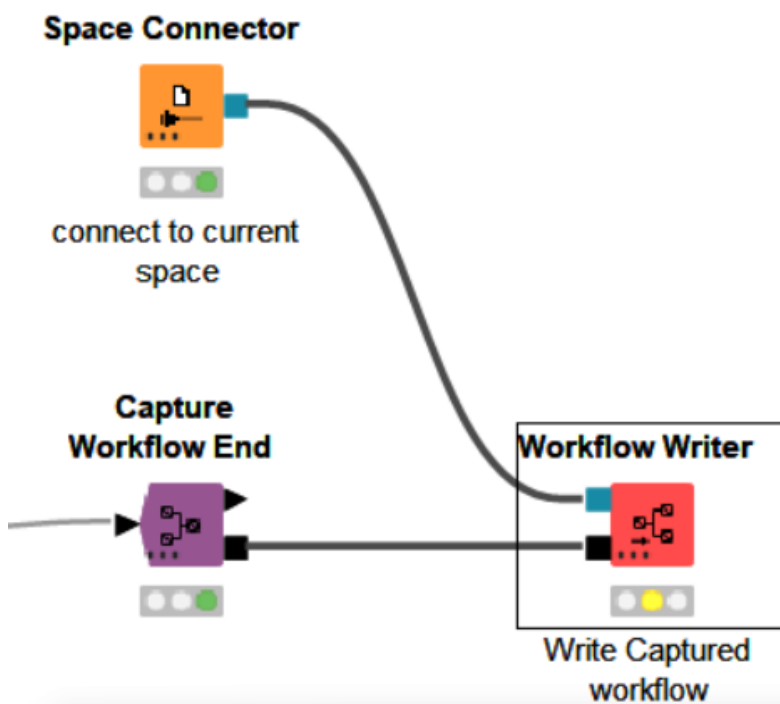 Space Connector
connect to current
space
Capture
Workflow End
Workflow Writer
Write Captured
workflow